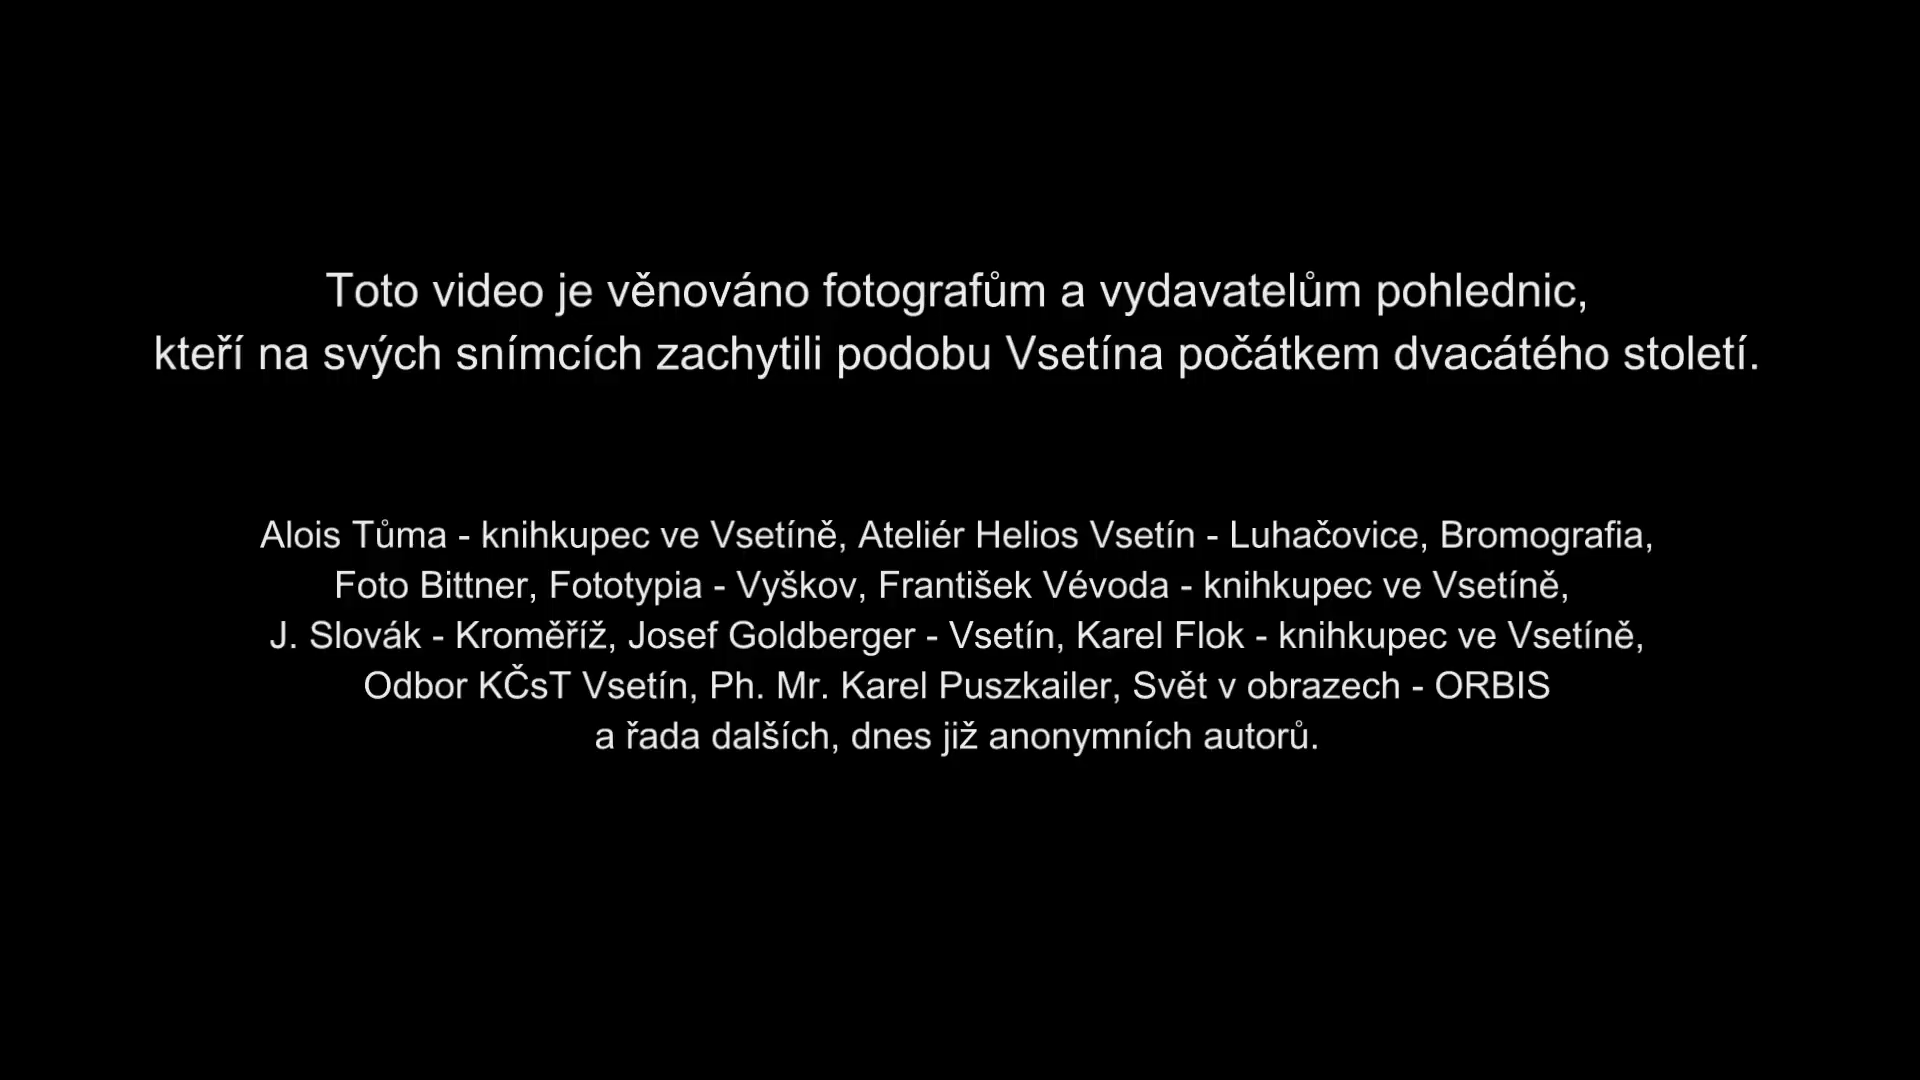 Toto video je věnováno fotografům a vydavatelům pohlednic,
kteří na svých snímcích zachytili podobu Vsetína počátkem dvacátého století.
Alois Tůma - knihkupec ve Vsetíně, Ateliér Helios Vsetín - Luhačovice, Bromografia,
Foto Bittner, Fototypia - Vyškov, František Vévoda - knihkupec ve Vsetíně,
J. Slovák - Kroměříž, Josef Goldberger - Vsetín, Karel Flok - knihkupec ve Vsetíně,
Odbor KČsT Vsetín, Ph. Mr. Karel Puszkailer, Svět v obrazech - ORBIS
a řada dalších, dnes již anonymních autorů.